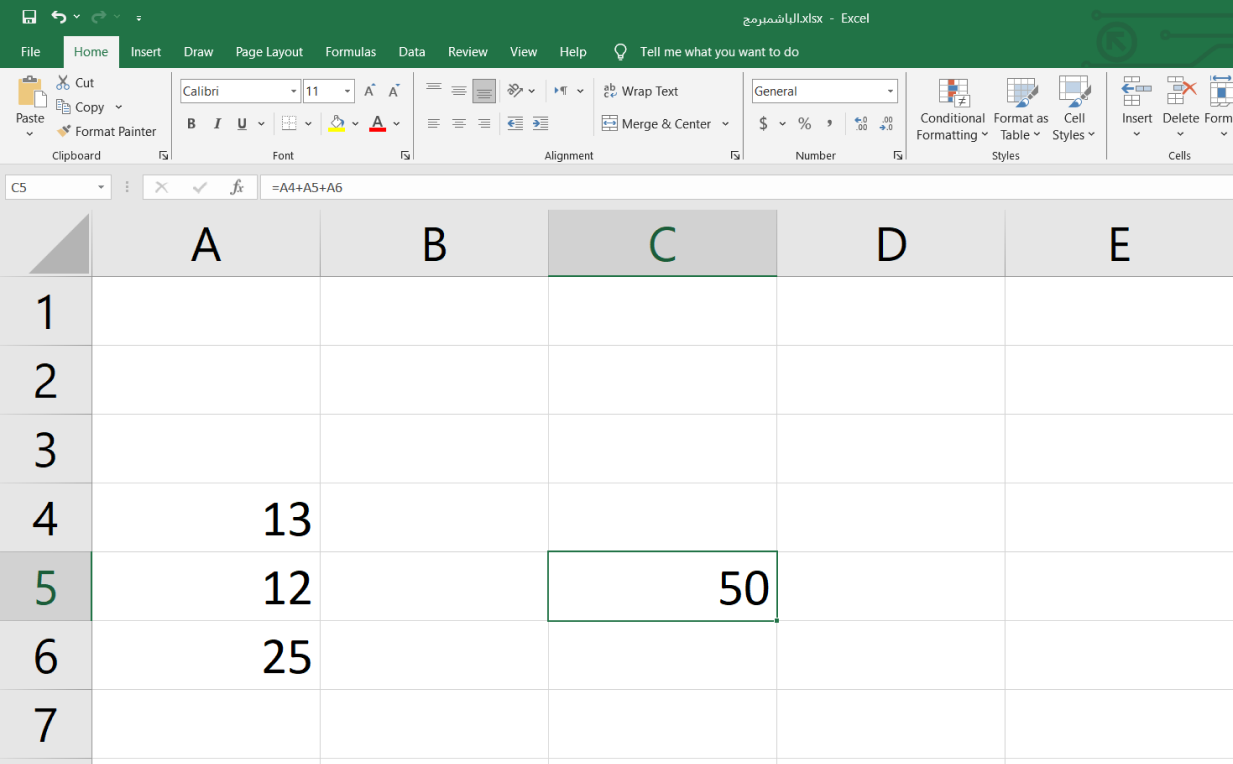 الباشمبرمج.xlsx - Excel
File Home Insert Draw Page Layout Formulas Data Review View Help Tell me what you want to do
Paste
Cut
Copy
Format Painter
Clipboard
Calibri 11
B I U
Font
Wrap Text
Merge & Center
Alignment
General
$ % ,
Number
Conditional Formatting
Format as Table
Cell Styles
Styles
Insert Delete Form
Cells
C5 fx =A4+A5+A6
A B C D E
1
2
3
4 13
5 12 50
6 25
7